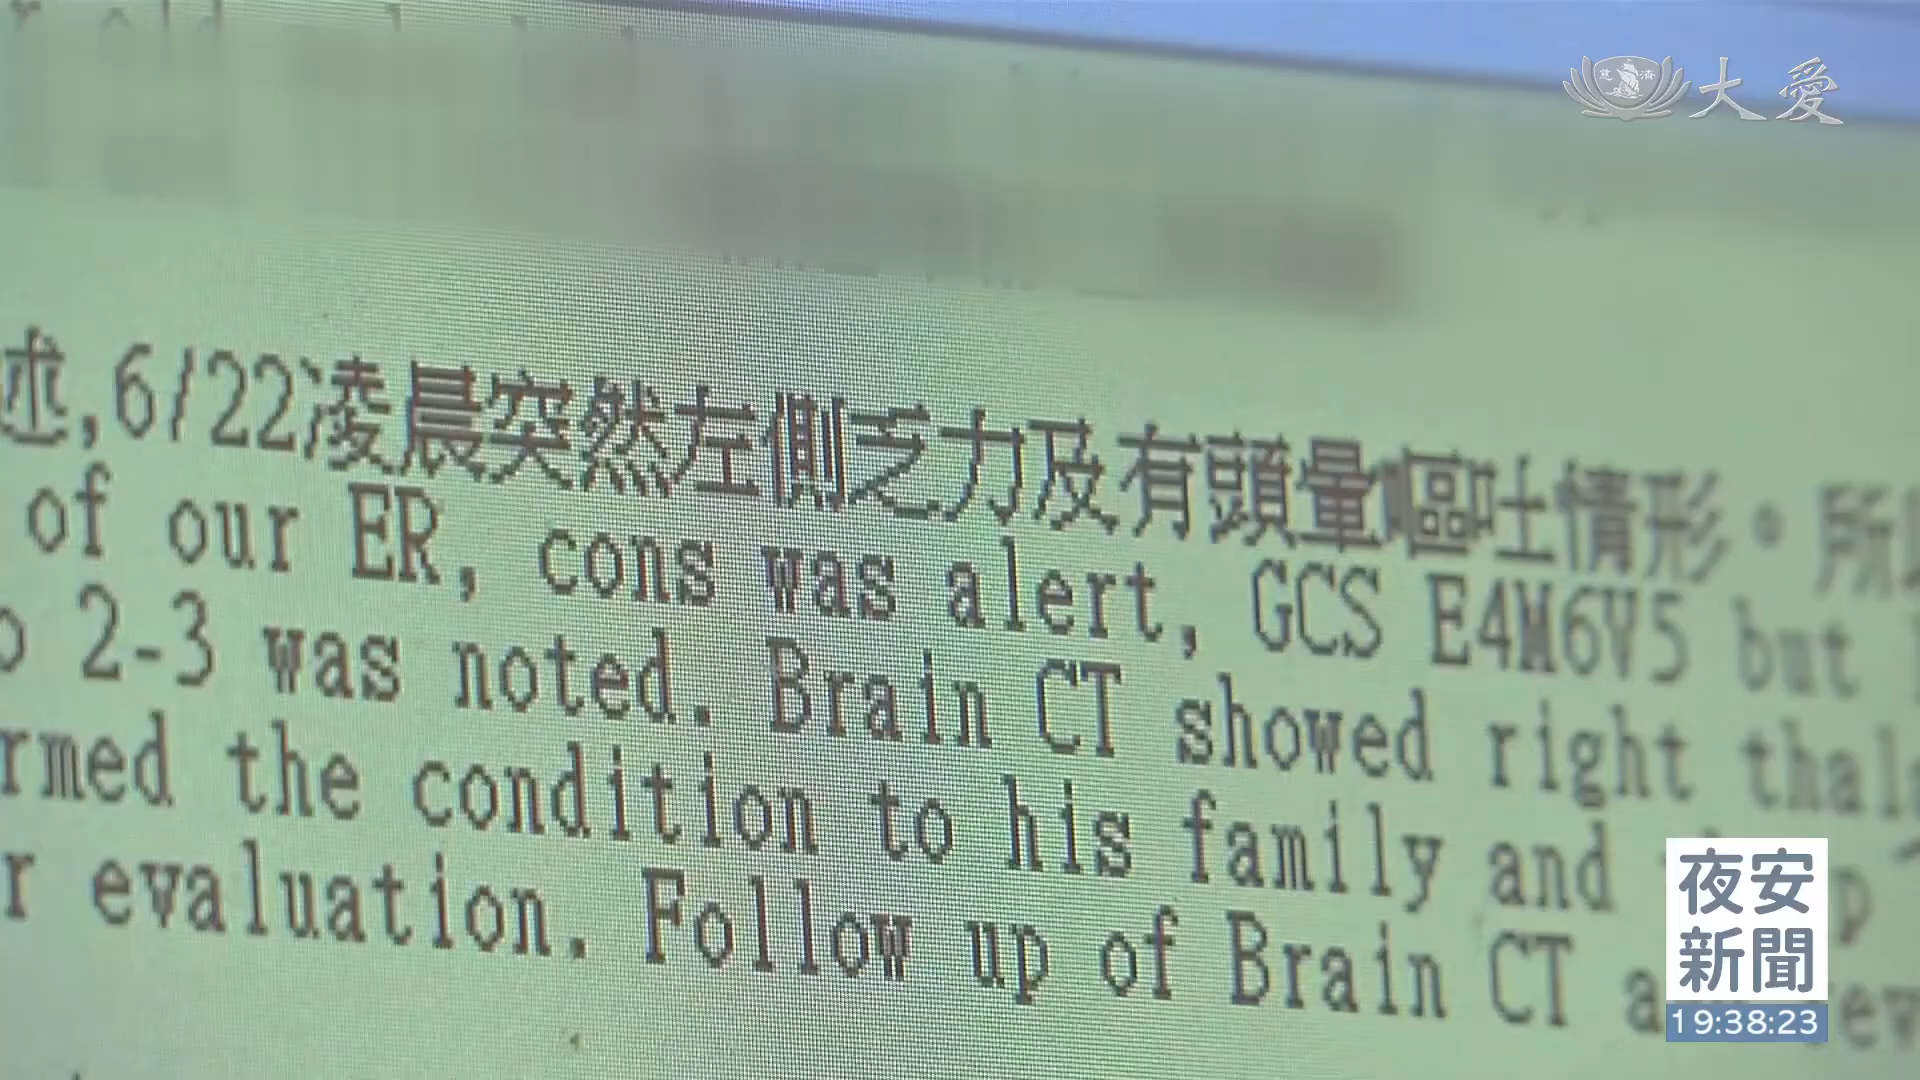 大愛
述,6/22凌晨突然左側乏力及有頭暈嘔吐情形。所
of our ER, cons was alert, GCS E4M6V5 but
2-3 was noted. Brain CT showed right
the condition to his family and
evaluation. Follow up of Brain CT
夜安
新聞
19:38:23